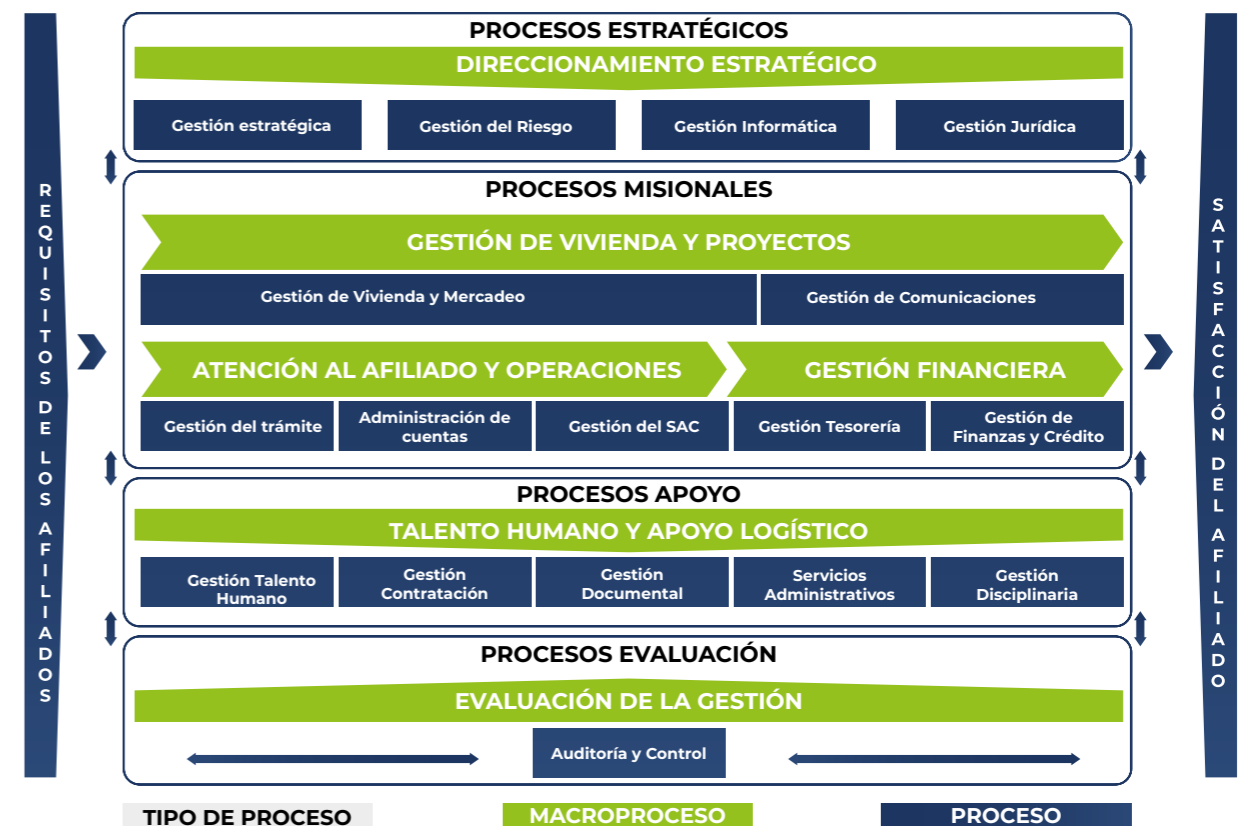 PROCESOS ESTRATÉGICOS
DIRECCIONAMIENTO ESTRATÉGICO
Gestión estratégica
Gestión del Riesgo
Gestión Informática
Gestión Jurídica
REQUISITOS DE LOS AFILIADOS
PROCESOS MISIONALES
GESTIÓN DE VIVIENDA Y PROYECTOS
Gestión de Vivienda y Mercadeo
Gestión de Comunicaciones
ATENCIÓN AL AFILIADO Y OPERACIONES
GESTIÓN FINANCIERA
Gestión del trámite
Administración de
cuentas
Gestión del SAC
Gestión Tesorería
Gestión de
Finanzas y Crédito
SATISFACCIÓN DEL AFILIADO
PROCESOS APOYO
TALENTO HUMANO Y APOYO LOGÍSTICO
Gestión Talento
Humano
Gestión
Contratación
Gestión
Documental
Servicios
Administrativos
Gestión
Disciplinaria
PROCESOS EVALUACIÓN
EVALUACIÓN DE LA GESTIÓN
Auditoría y Control
TIPO DE PROCESO
MACROPROCESO
PROCESO